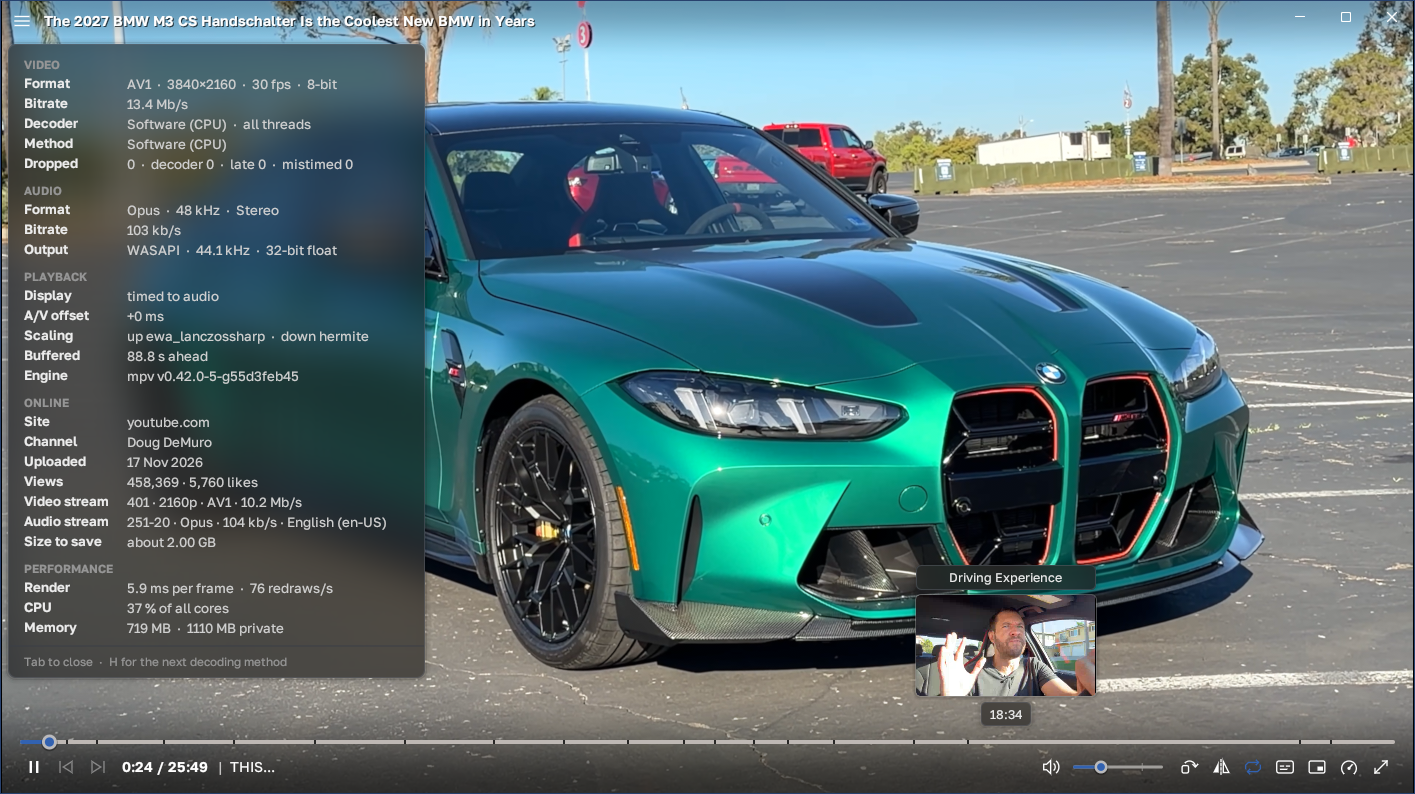 The 2027 BMW M3 CS Handschalter Is the Coolest New BMW in Years
VIDEO
Format AV1 · 3840×2160 · 30 fps · 8-bit
Bitrate 13.4 Mb/s
Decoder Software (CPU) · all threads
Method Software (CPU)
Dropped 0 · decoder 0 · late 0 · mistimed 0
AUDIO
Format Opus · 48 kHz · Stereo
Bitrate 103 kb/s
Output WASAPI · 44.1 kHz · 32-bit float
PLAYBACK
Display timed to audio
A/V offset +0 ms
Scaling up ewa_lanczossharp · down hermite
Buffered 88.8 s ahead
Engine mpv v0.42.0-5-g55d3feb45
ONLINE
Site youtube.com
Channel Doug DeMuro
Uploaded 17 Nov 2026
Views 458,369 · 5,760 likes
Video stream 401 · 2160p · AV1 · 10.2 Mb/s
Audio stream 251-20 · Opus · 104 kb/s · English (en-US)
Size to save about 2.00 GB
PERFORMANCE
Render 5.9 ms per frame · 76 redraws/s
CPU 37 % of all cores
Memory 719 MB · 1110 MB private
Tab to close · H for the next decoding method
3
Driving Experience
18:34
0:24 / 25:49 | THIS...